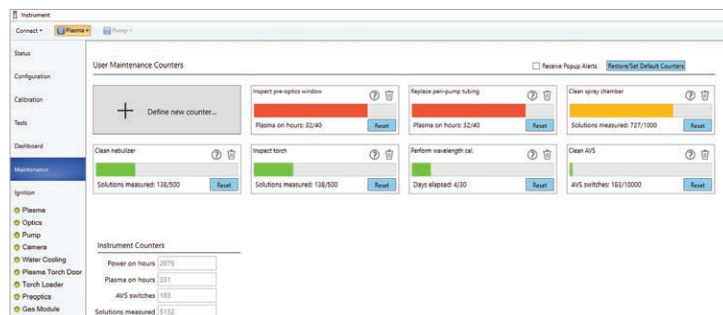 Instrument
Connect Plasma Pump
Status
Configuration
Calibration
Tests
Dashboard
Maintenance
Ignition
Plasma
Optics
Pump
Camera
Water Cooling
Plasma Torch Door
Torch Loader
Preoptics
Gas Module
User Maintenance Counters
Receive Popup Alerts Restore/Set Default Counters
Define new counter...
Inspect pre-optics window
Plasma on hours: 32/40 Reset
Replace peri-pump tubing
Plasma on hours: 32/40 Reset
Clean spray chamber
Solutions measured: 727/1000 Reset
Clean nebulizer
Solutions measured: 138/500 Reset
Inspect torch
Solutions measured: 138/500 Reset
Perform wavelength cal.
Days elapsed: 4/30 Reset
Clean AVS
AVS switches: 183/10000 Reset
Instrument Counters
Power on hours 2075
Plasma on hours 331
AVS switches 183
Solutions measured 5132